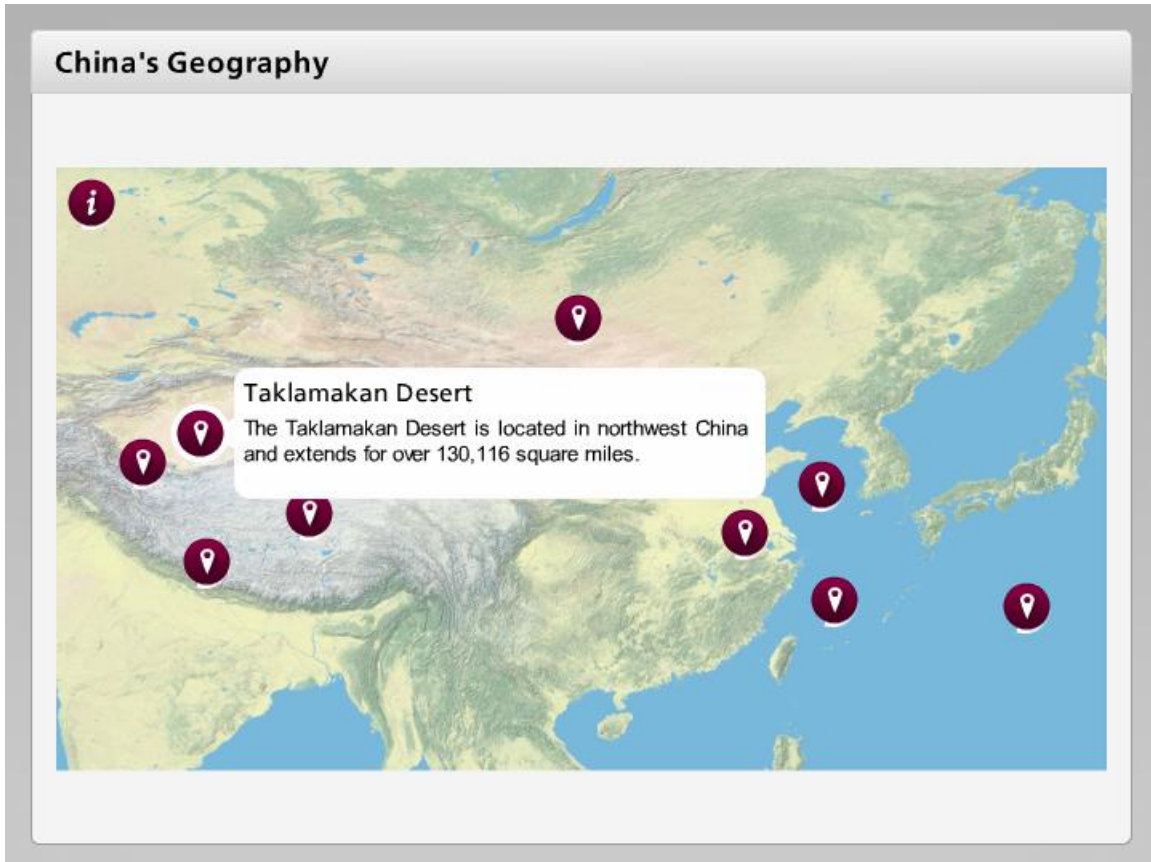 China's Geography
i
Taklamakan Desert
The Taklamakan Desert is located in northwest China
and extends for over 130,116 square miles.